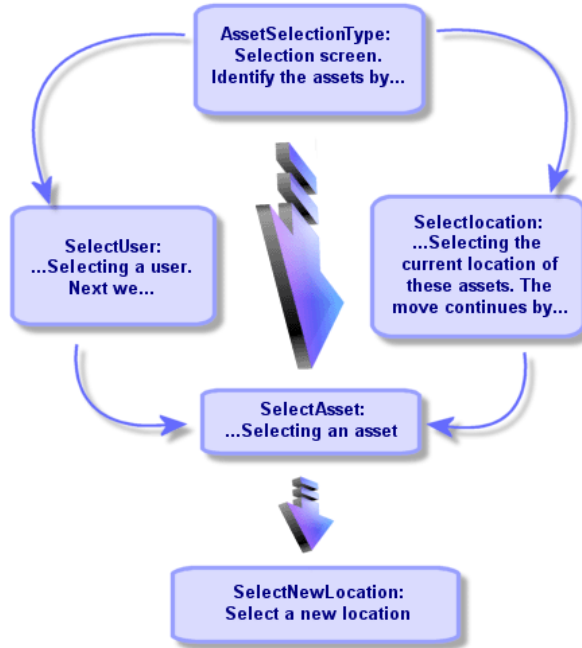 AssetSelectionType:
Selection screen.
Identify the assets by...
SelectUser:
...Selecting a user.
Next we...
Selectlocation:
...Selecting the
current location of
these assets. The
move continues by...
SelectAsset:
...Selecting an asset
SelectNewLocation:
Select a new location